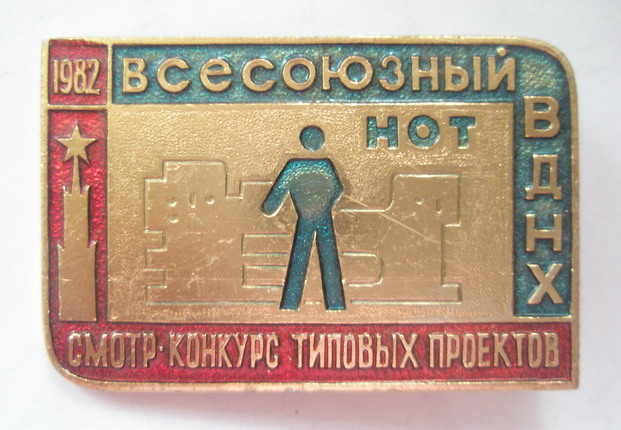 1982
ВСЕСОЮЗНЫЙ
НОТ
ВДНХ
СМОТР·КОНКУРС ТИПОВЫХ ПРОЕКТОВ